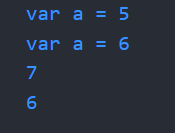 var a = 5
var a = 6
7
6